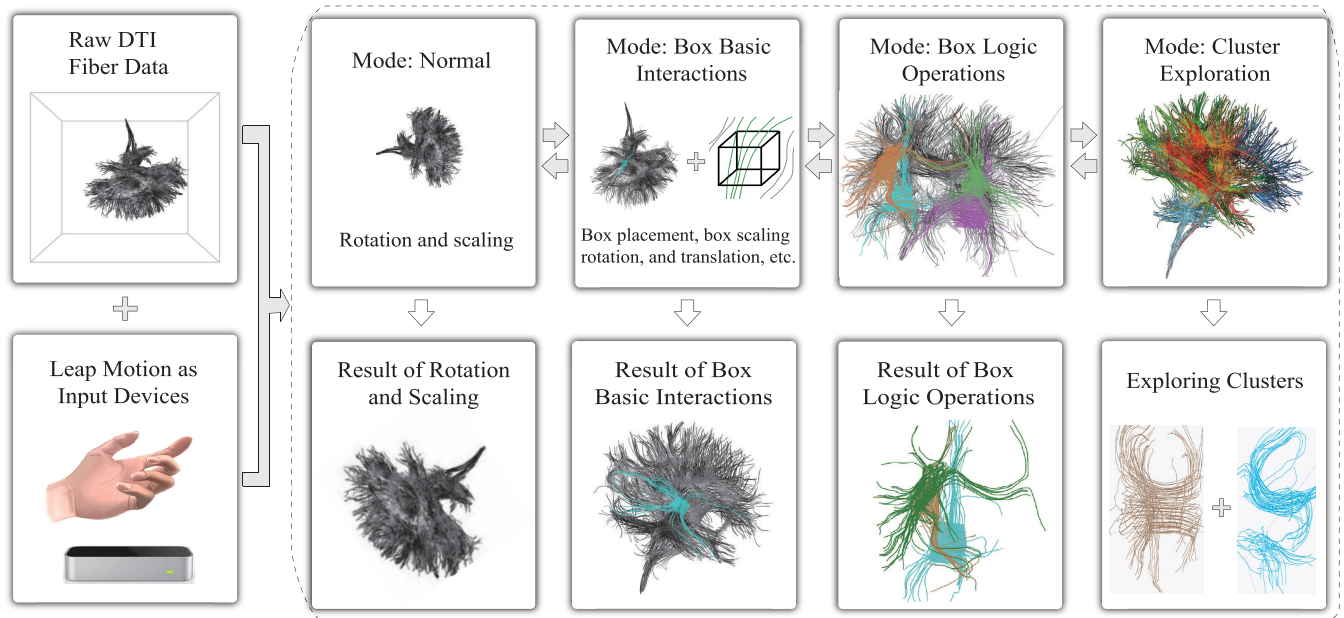 Raw DTI
Fiber Data
Leap Motion as
Input Devices
Mode: Normal
Rotation and scaling
Mode: Box Basic
Interactions
Box placement, box scaling
rotation, and translation, etc.
Mode: Box Logic
Operations
Mode: Cluster
Exploration
Result of Rotation
and Scaling
Result of Box
Basic Interactions
Result of Box
Logic Operations
Exploring Clusters